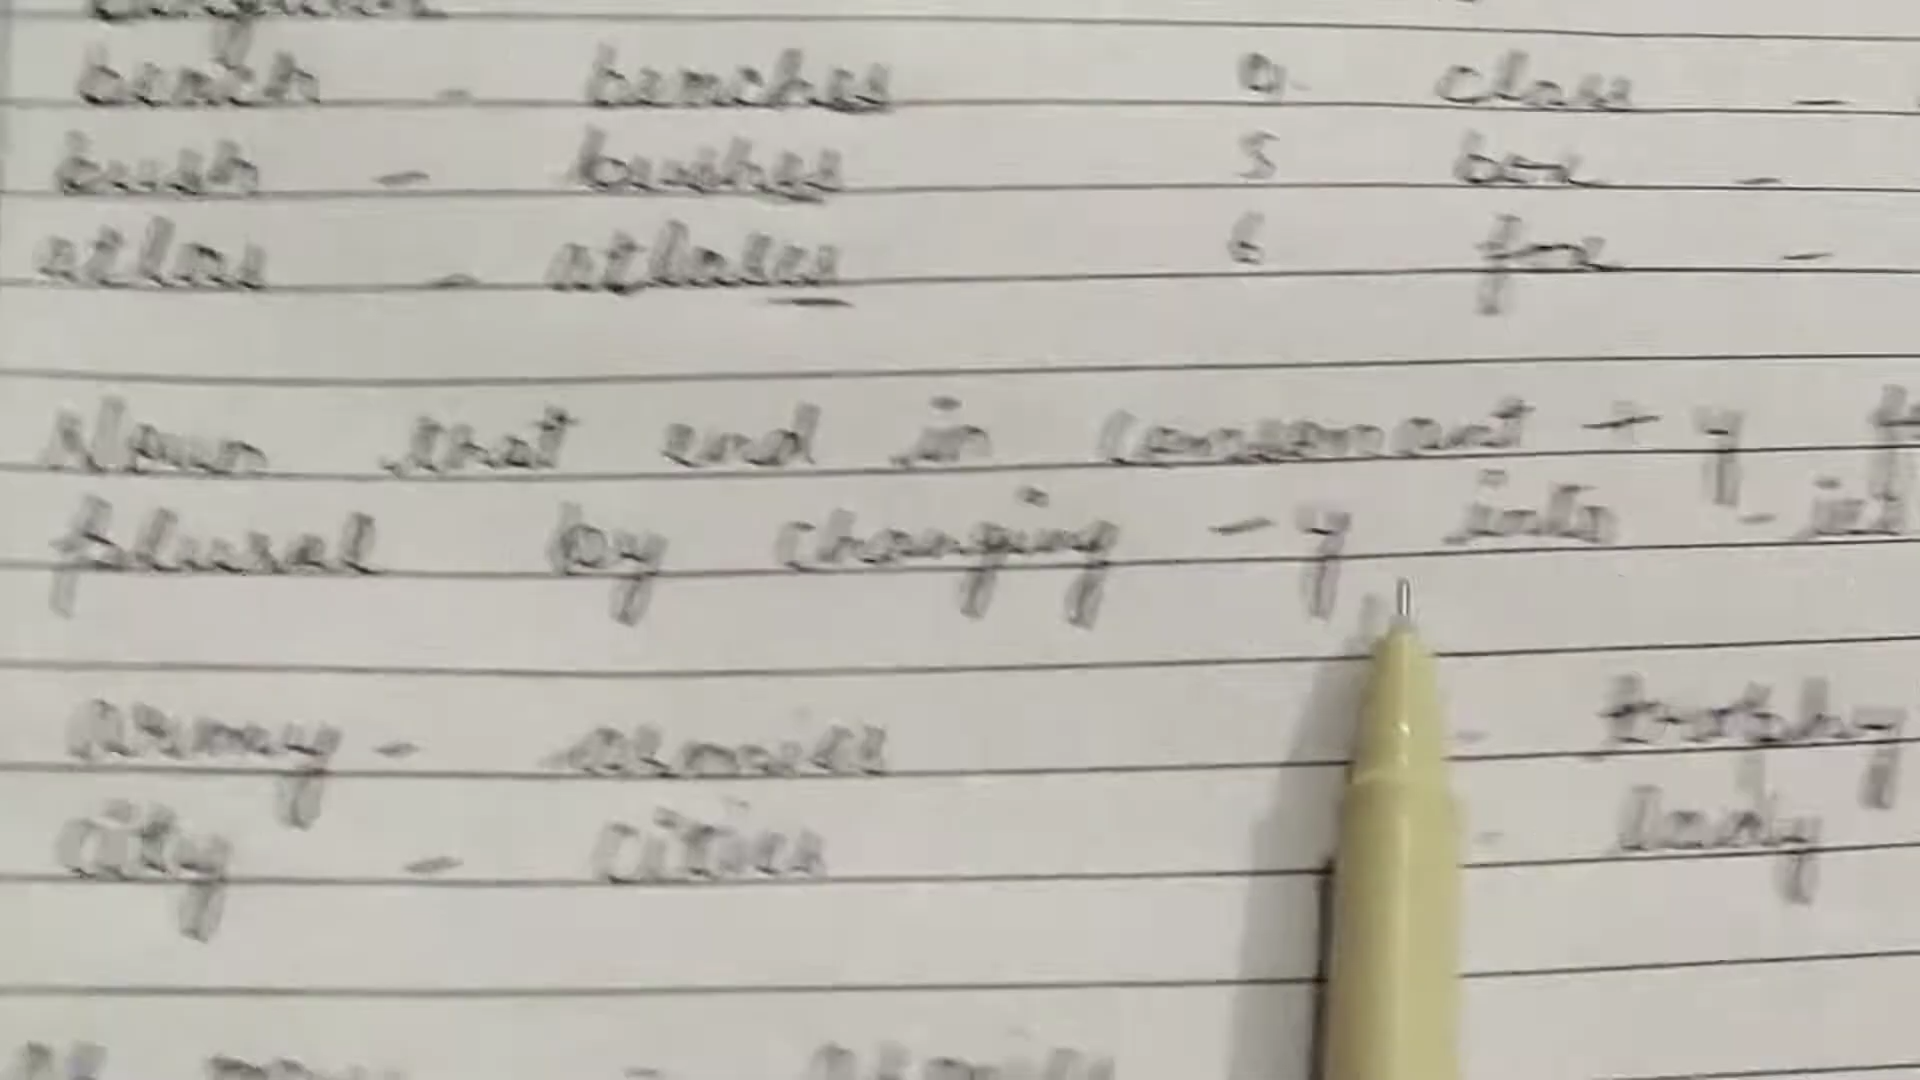 bench - benches 4. class -
bush - bushes 5 box -
atlas - atlases 6 fox -
Noun that end in consonant - y
plural by changing - y into -
army - armies - trophy
city - cities - lady